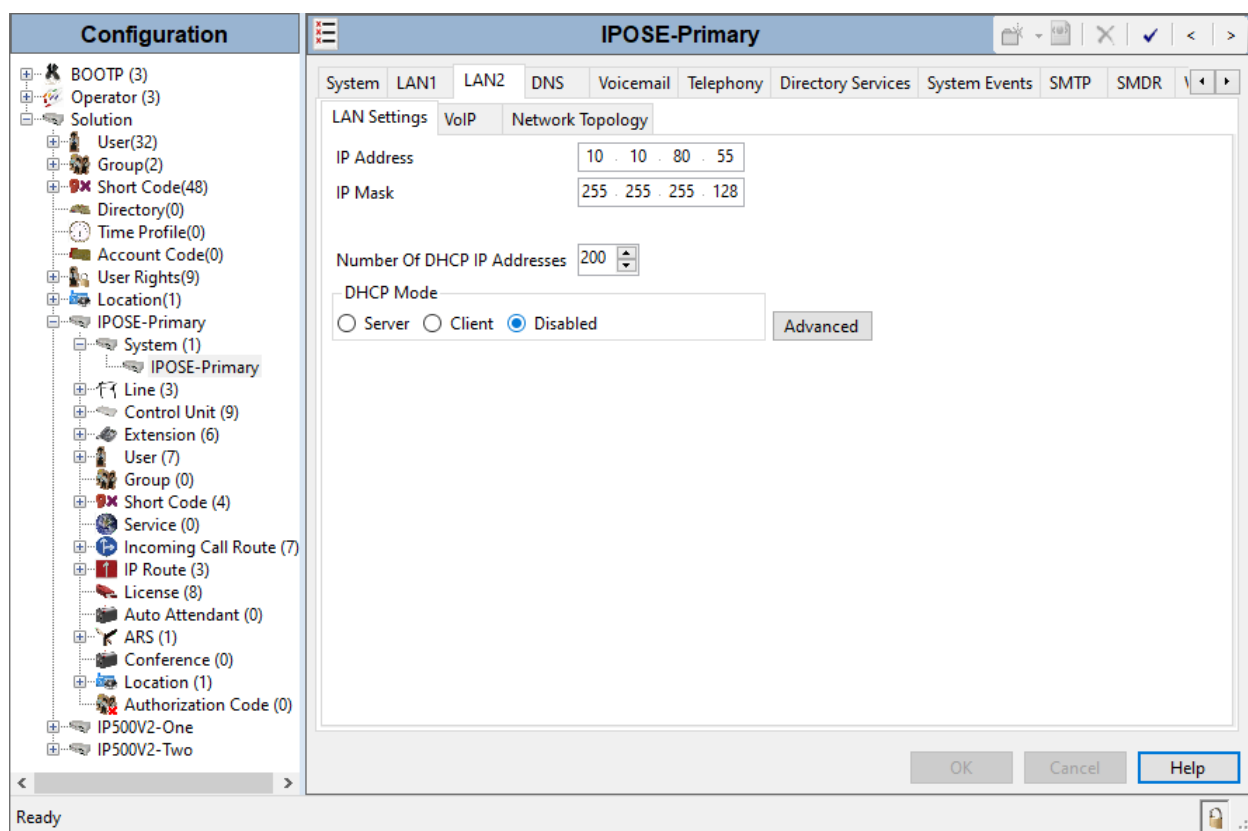 Configuration
BOOTP (3)
Operator (3)
Solution
User(32)
Group(2)
Short Code(48)
Directory(0)
Time Profile(0)
Account Code(0)
User Rights(9)
Location(1)
IPOSE-Primary
System (1)
IPOSE-Primary
Line (3)
Control Unit (9)
Extension (6)
User (7)
Group (0)
Short Code (4)
Service (0)
Incoming Call Route (7)
IP Route (3)
License (8)
Auto Attendant (0)
ARS (1)
Conference (0)
Location (1)
Authorization Code (0)
IP500V2-One
IP500V2-Two
IPOSE-Primary
System LAN1 LAN2 DNS Voicemail Telephony Directory Services System Events SMTP SMDR
LAN Settings VoIP Network Topology
IP Address 10 . 10 . 80 . 55
IP Mask 255 . 255 . 255 . 128
Number Of DHCP IP Addresses 200
DHCP Mode
Server Client Disabled Advanced
OK Cancel Help
Ready